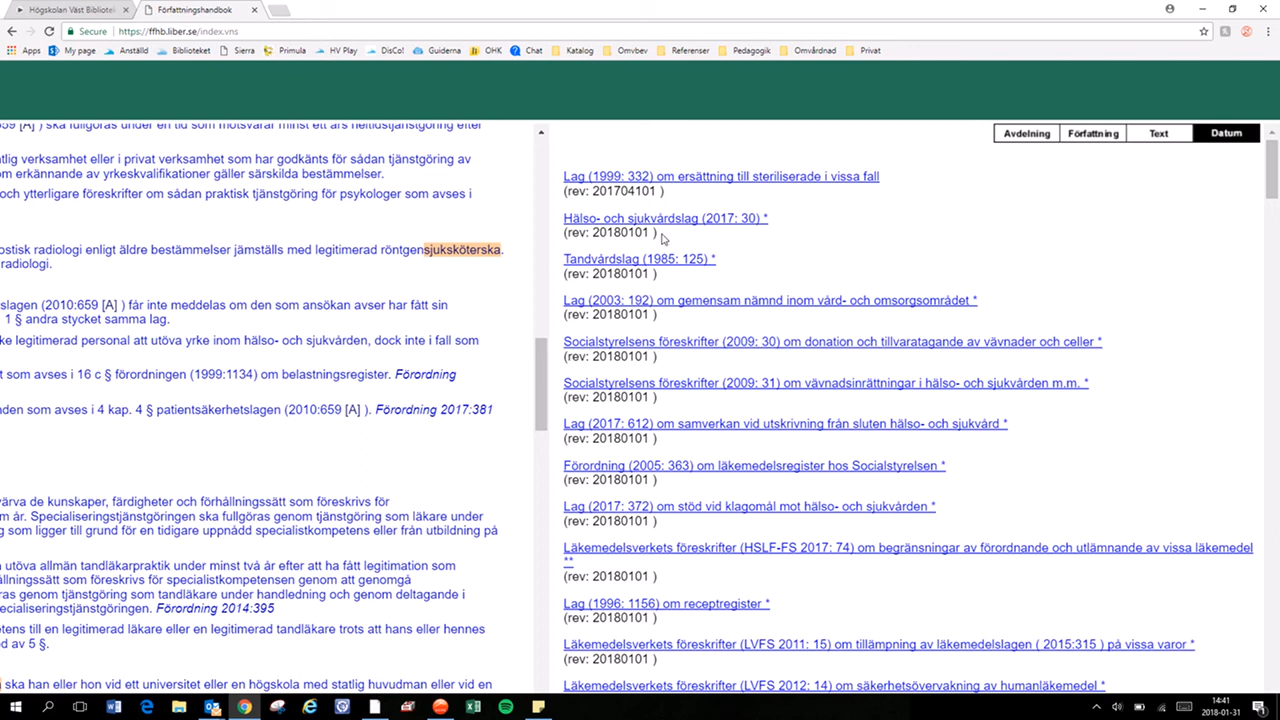 Högskolan Väst Bibliotek
Författningshandbok
Secure
https://ffhb.liber.se/index.vns
Apps
My page
Anställd
Biblioteket
Sierra
Primula
HV Play
DisCo!
Guiderna
OHK
Chat
Katalog
Omvbev
Referenser
Pedagogik
Omvårdnad
Privat
659 [A] ) ska fullgöras under en tid som motsvarar minst ett års heltidstjänstgöring efter
tlig verksamhet eller i privat verksamhet som har godkänts för sådan tjänstgöring av
om erkännande av yrkeskvalifikationer gäller särskilda bestämmelser.
och ytterligare föreskrifter om sådan praktisk tjänstgöring för psykologer som avses i
ostisk radiologi enligt äldre bestämmelser jämställs med legitimerad röntgensjuksköterska.
radiologi.
slagen (2010:659 [A] ) får inte meddelas om den som ansökan avser har fått sin
1 § andra stycket samma lag.
ke legitimerad personal att utöva yrke inom hälso- och sjukvården, dock inte i fall som
t som avses i 16 c § förordningen (1999:1134) om belastningsregister. Förordning
nden som avses i 4 kap. 4 § patientsäkerhetslagen (2010:659 [A] ). Förordning 2017:381
värva de kunskaper, färdigheter och förhållningssätt som föreskrivs för
m år. Specialiseringstjänstgöringen ska fullgöras genom tjänstgöring som läkare under
g som ligger till grund för en tidigare uppnådd specialistkompetens eller från utbildning på
n utöva allmän tandläkarpraktik under minst två år efter att ha fått legitimation som
ållningssätt som föreskrivs för specialistkompetensen genom att genomgå
ras genom tjänstgöring som tandläkare under handledning och genom deltagande i
ecialiseringstjänstgöringen. Förordning 2014:395
etens till en legitimerad läkare eller en legitimerad tandläkare trots att hans eller hennes
d av 5 §.
ska han eller hon vid ett universitet eller en högskola med statlig huvudman eller vid en
Avdelning
Författning
Text
Datum
Lag (1999: 332) om ersättning till steriliserade i vissa fall
(rev: 201704101 )
Hälso- och sjukvårdslag (2017: 30) *
(rev: 20180101 )
Tandvårdslag (1985: 125) *
(rev: 20180101 )
Lag (2003: 192) om gemensam nämnd inom vård- och omsorgsområdet *
(rev: 20180101 )
Socialstyrelsens föreskrifter (2009: 30) om donation och tillvaratagande av vävnader och celler *
(rev: 20180101 )
Socialstyrelsens föreskrifter (2009: 31) om vävnadsinrättningar i hälso- och sjukvården m.m. *
(rev: 20180101 )
Lag (2017: 612) om samverkan vid utskrivning från sluten hälso- och sjukvård *
(rev: 20180101 )
Förordning (2005: 363) om läkemedelsregister hos Socialstyrelsen *
(rev: 20180101 )
Lag (2017: 372) om stöd vid klagomål mot hälso- och sjukvården *
(rev: 20180101 )
Läkemedelsverkets föreskrifter (HSLF-FS 2017: 74) om begränsningar av förordnande och utlämnande av vissa läkemedel
**
(rev: 20180101 )
Lag (1996: 1156) om receptregister *
(rev: 20180101 )
Läkemedelsverkets föreskrifter (LVFS 2011: 15) om tillämpning av läkemedelslagen ( 2015:315 ) på vissa varor *
(rev: 20180101 )
Läkemedelsverkets föreskrifter (LVFS 2012: 14) om säkerhetsövervakning av humanläkemedel *
14:41
2018-01-31